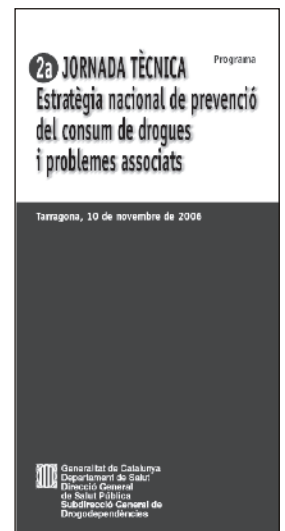 2a JORNADA TÈCNICA
Programa
Estratègia nacional de prevenció
del consum de drogues
i problemes associats
Tarragona, 10 de novembre de 2006
Generalitat de Catalunya
Departament de Salut
Direcció General
de Salut Pública
Subdirecció General de
Drogodependències